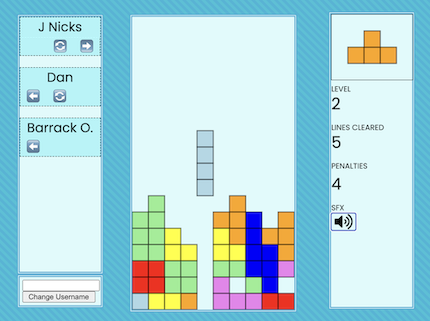 J Nicks
Dan
Barrack O.
Change Username
LEVEL
2
LINES CLEARED
5
PENALTIES
4
SFX